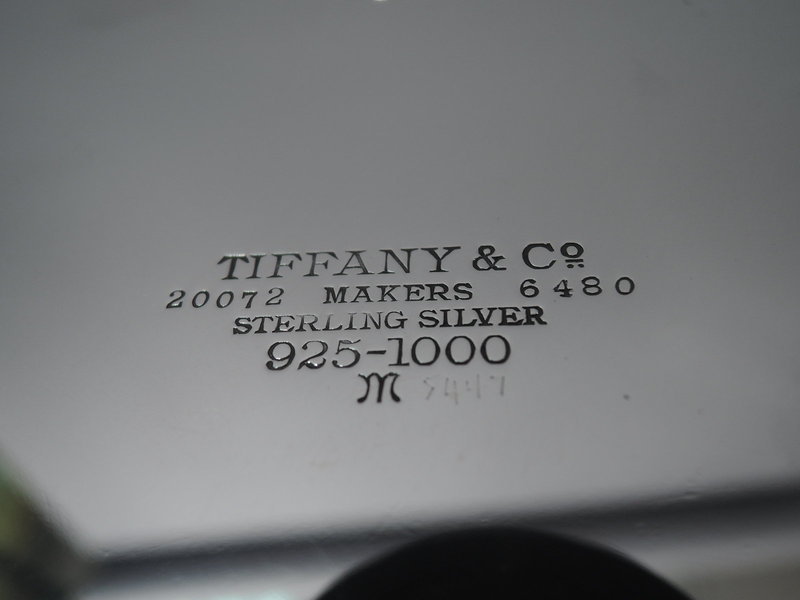 TIFFANY & Cº
20072 MAKERS 6480
STERLING SILVER
925-1000
M